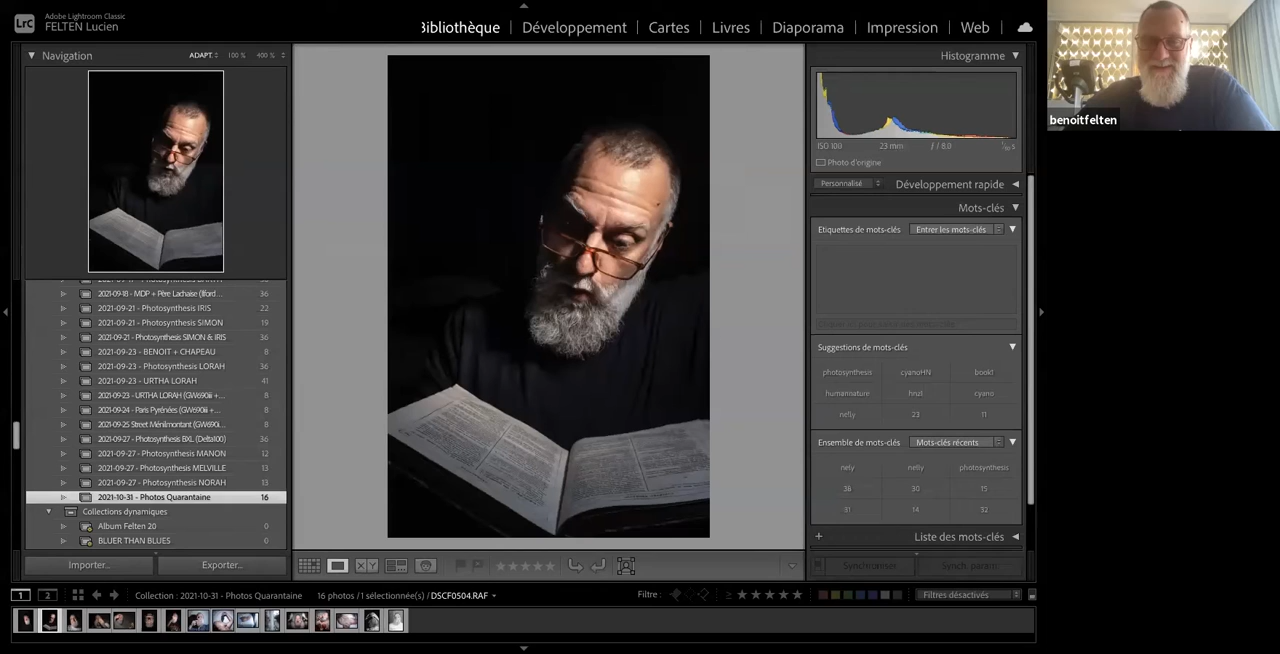 Adobe Lightroom Classic
LrC FELTEN Lucien
Bibliothèque | Développement | Cartes | Livres | Diaporama | Impression | Web
benoitfelten
Navigation ADAPT. 100 % 400 %
Histogramme
ISO 100 23 mm f / 8,0
Photo d'origine
Personnalisé Développement rapide
Mots-clés
Etiquettes de mots-clés Entrer les mots-clés
Suggestions de mots-clés
photosynthesis cyanoHN book1
humannature hnzl cyano
nelly 23 11
Ensemble de mots-clés Mots-clés récents
nely nelly photosynthesis
36 30 15
31 14 32
Liste des mots-clés
Synchroniser Synch. param.
2021-09-18 - MDP + Père Lachaise (Ilford... 36
2021-09-21 - Photosynthesis IRIS 22
2021-09-21 - Photosynthesis SIMON 19
2021-09-21 - Photosynthesis SIMON & IRIS 36
2021-09-23 - BENOIT + CHAPEAU 8
2021-09-23 - Photosynthesis LORAH 36
2021-09-23 - URTHA LORAH 41
2021-09-23 - URTHA LORAH (GW690iii +... 8
2021-09-24 - Paris Pyrénées (GW690iii +... 8
2021-09-25 Street Ménilmontant (GW690... 8
2021-09-27 - Photosynthesis BXL (Delta100) 36
2021-09-27 - Photosynthesis MANON 12
2021-09-27 - Photosynthesis MELVILLE 13
2021-09-27 - Photosynthesis NORAH 13
2021-10-31 - Photos Quarantaine 16
Collections dynamiques
Album Felten 20 0
BLUER THAN BLUES 0
Importer... Exporter...
1 2 Collection : 2021-10-31 - Photos Quarantaine 16 photos / 1 sélectionnée(s) / DSCF0504.RAF Filtre : Filtres désactivés